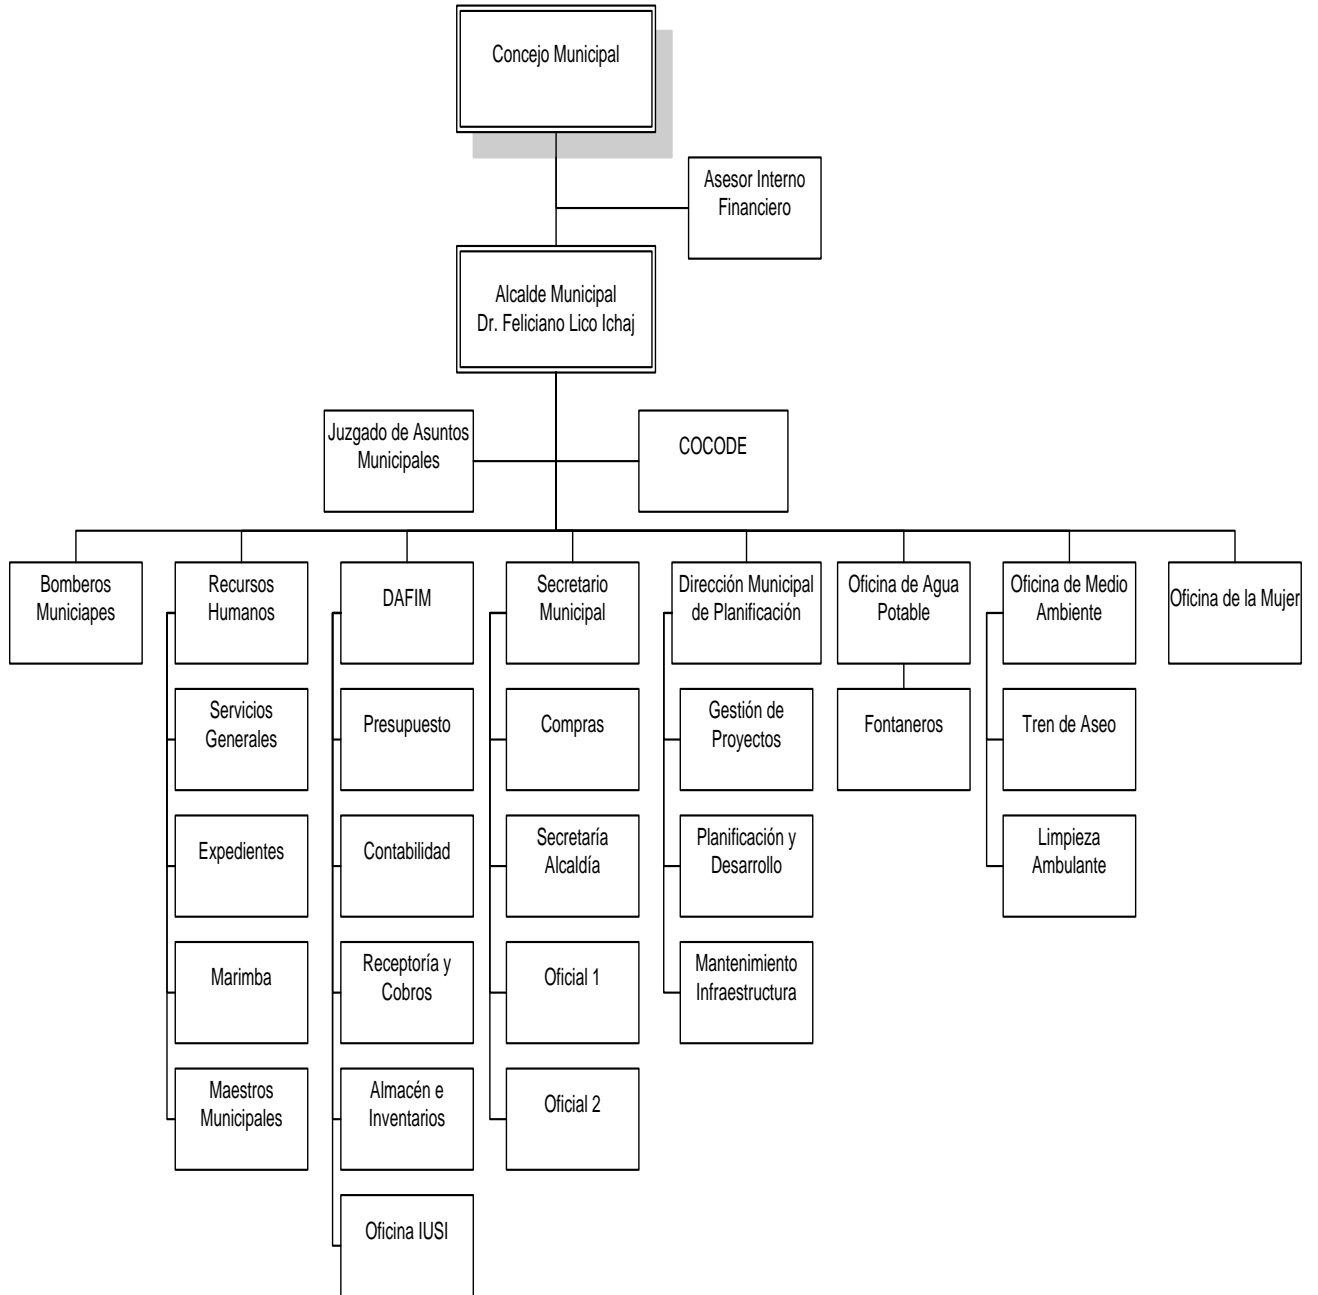 Concejo Municipal
Asesor Interno
Financiero
Alcalde Municipal
Dr. Feliciano Lico Ichaj
Juzgado de Asuntos
Municipales
COCODE
Bomberos
Municiapes
Recursos
Humanos
DAFIM
Secretario
Municipal
Dirección Municipal
de Planificación
Oficina de Agua
Potable
Oficina de Medio
Ambiente
Oficina de la Mujer
Servicios
Generales
Presupuesto
Compras
Gestión de
Proyectos
Fontaneros
Tren de Aseo
Expedientes
Contabilidad
Secretaría
Alcaldía
Planificación y
Desarrollo
Limpieza
Ambulante
Marimba
Receptoría y
Cobros
Oficial 1
Mantenimiento
Infraestructura
Maestros
Municipales
Almacén e
Inventarios
Oficial 2
Oficina IUSI